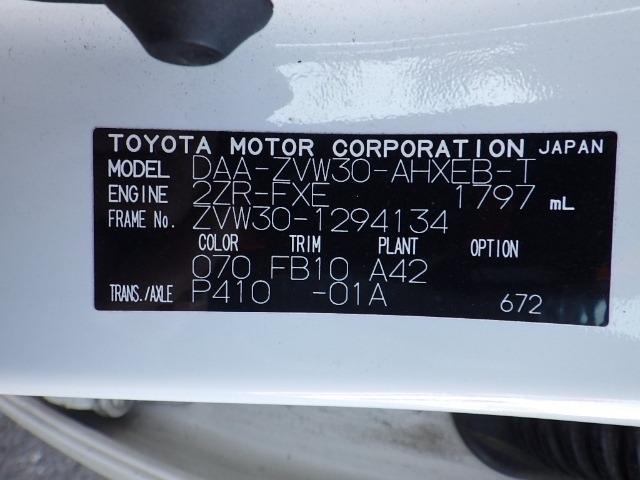 TOYOTA MOTOR CORPORATION JAPAN
MODEL DAA-ZVW30-AHXEB-T
ENGINE 2ZR-FXE 1797 mL
FRAME No. ZVW30-1294134
COLOR TRIM PLANT OPTION
070 FB10 A42
TRANS./AXLE P410 -01A 672